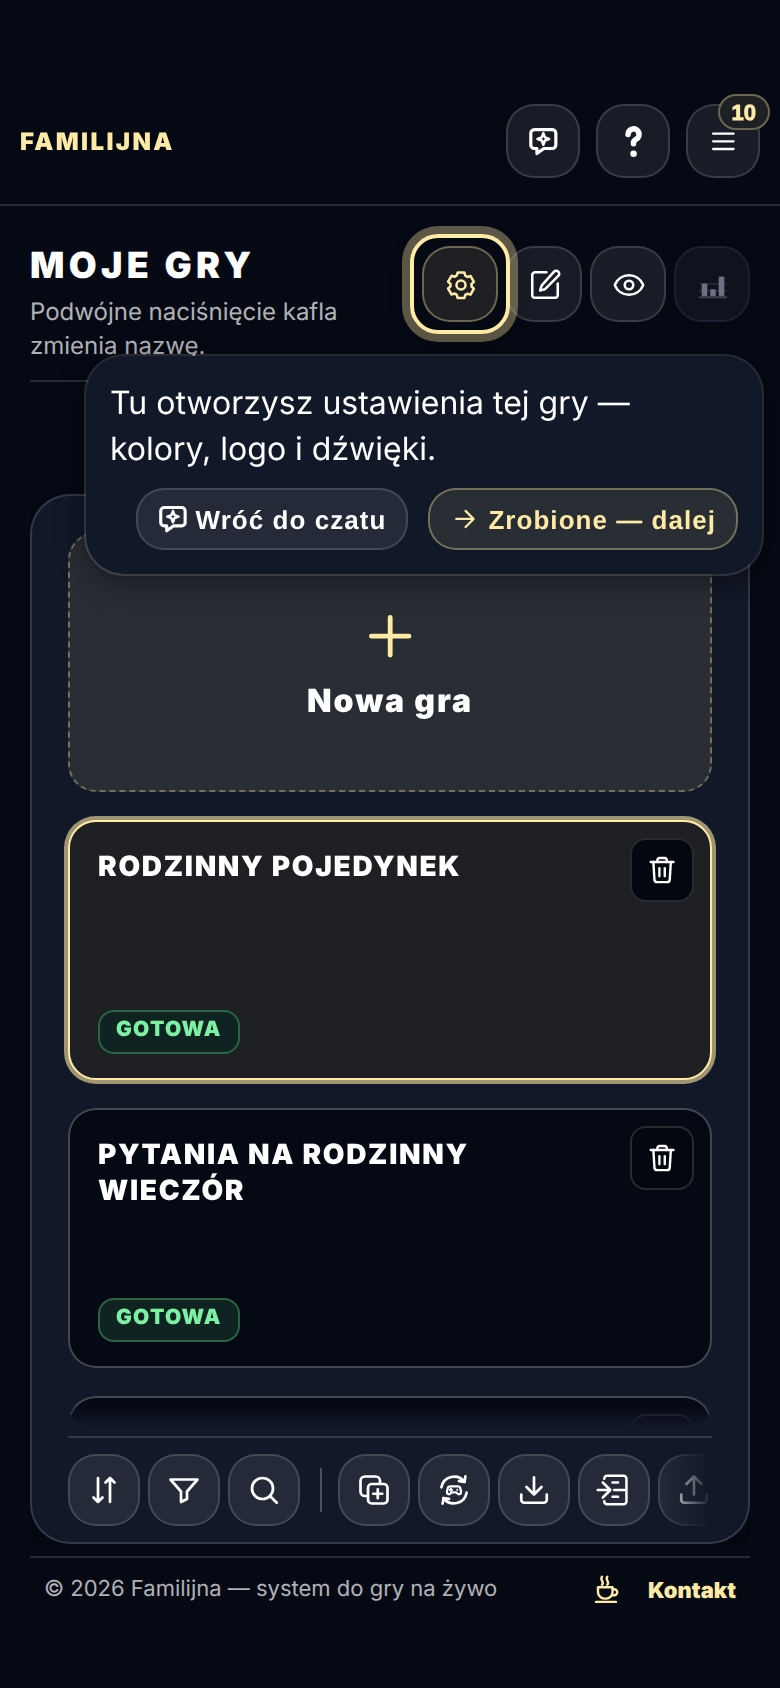 FAMILIJNA
10
MOJE GRY
Podwójne naciśnięcie kafla
zmienia nazwę.
Tu otworzysz ustawienia tej gry —
kolory, logo i dźwięki.
Wróć do czatu
Zrobione — dalej
Nowa gra
RODZINNY POJEDYNEK
GOTOWA
PYTANIA NA RODZINNY
WIECZÓR
GOTOWA
© 2026 Familijna — system do gry na żywo
Kontakt